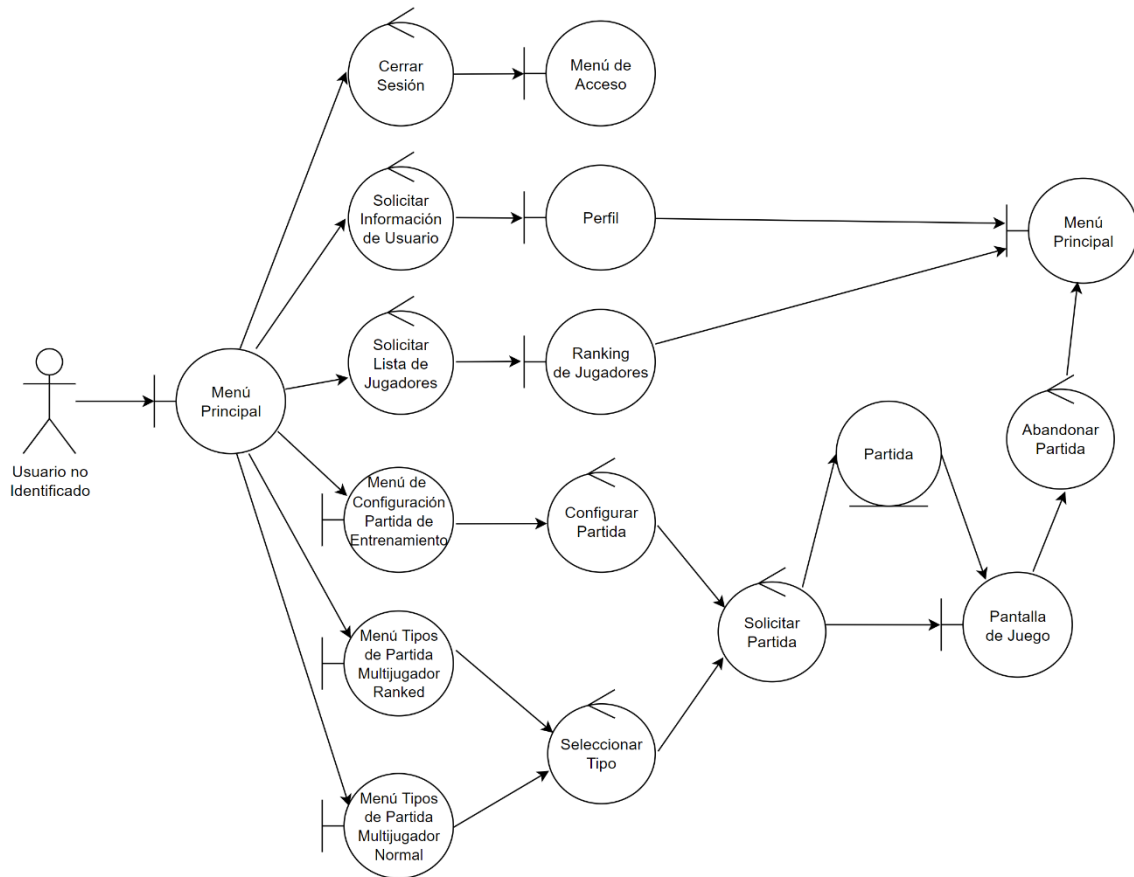 Cerrar
Sesión
Menú de
Acceso
Solicitar
Información
de Usuario
Perfil
Menú
Principal
Solicitar
Lista de
Jugadores
Ranking
de Jugadores
Menú
Principal
Usuario no
Identificado
Partida
Abandonar
Partida
Menú de
Configuración
Partida de
Entrenamiento
Configurar
Partida
Solicitar
Partida
Pantalla
de Juego
Menú Tipos
de Partida
Multijugador
Ranked
Seleccionar
Tipo
Menú Tipos
de Partida
Multijugador
Normal